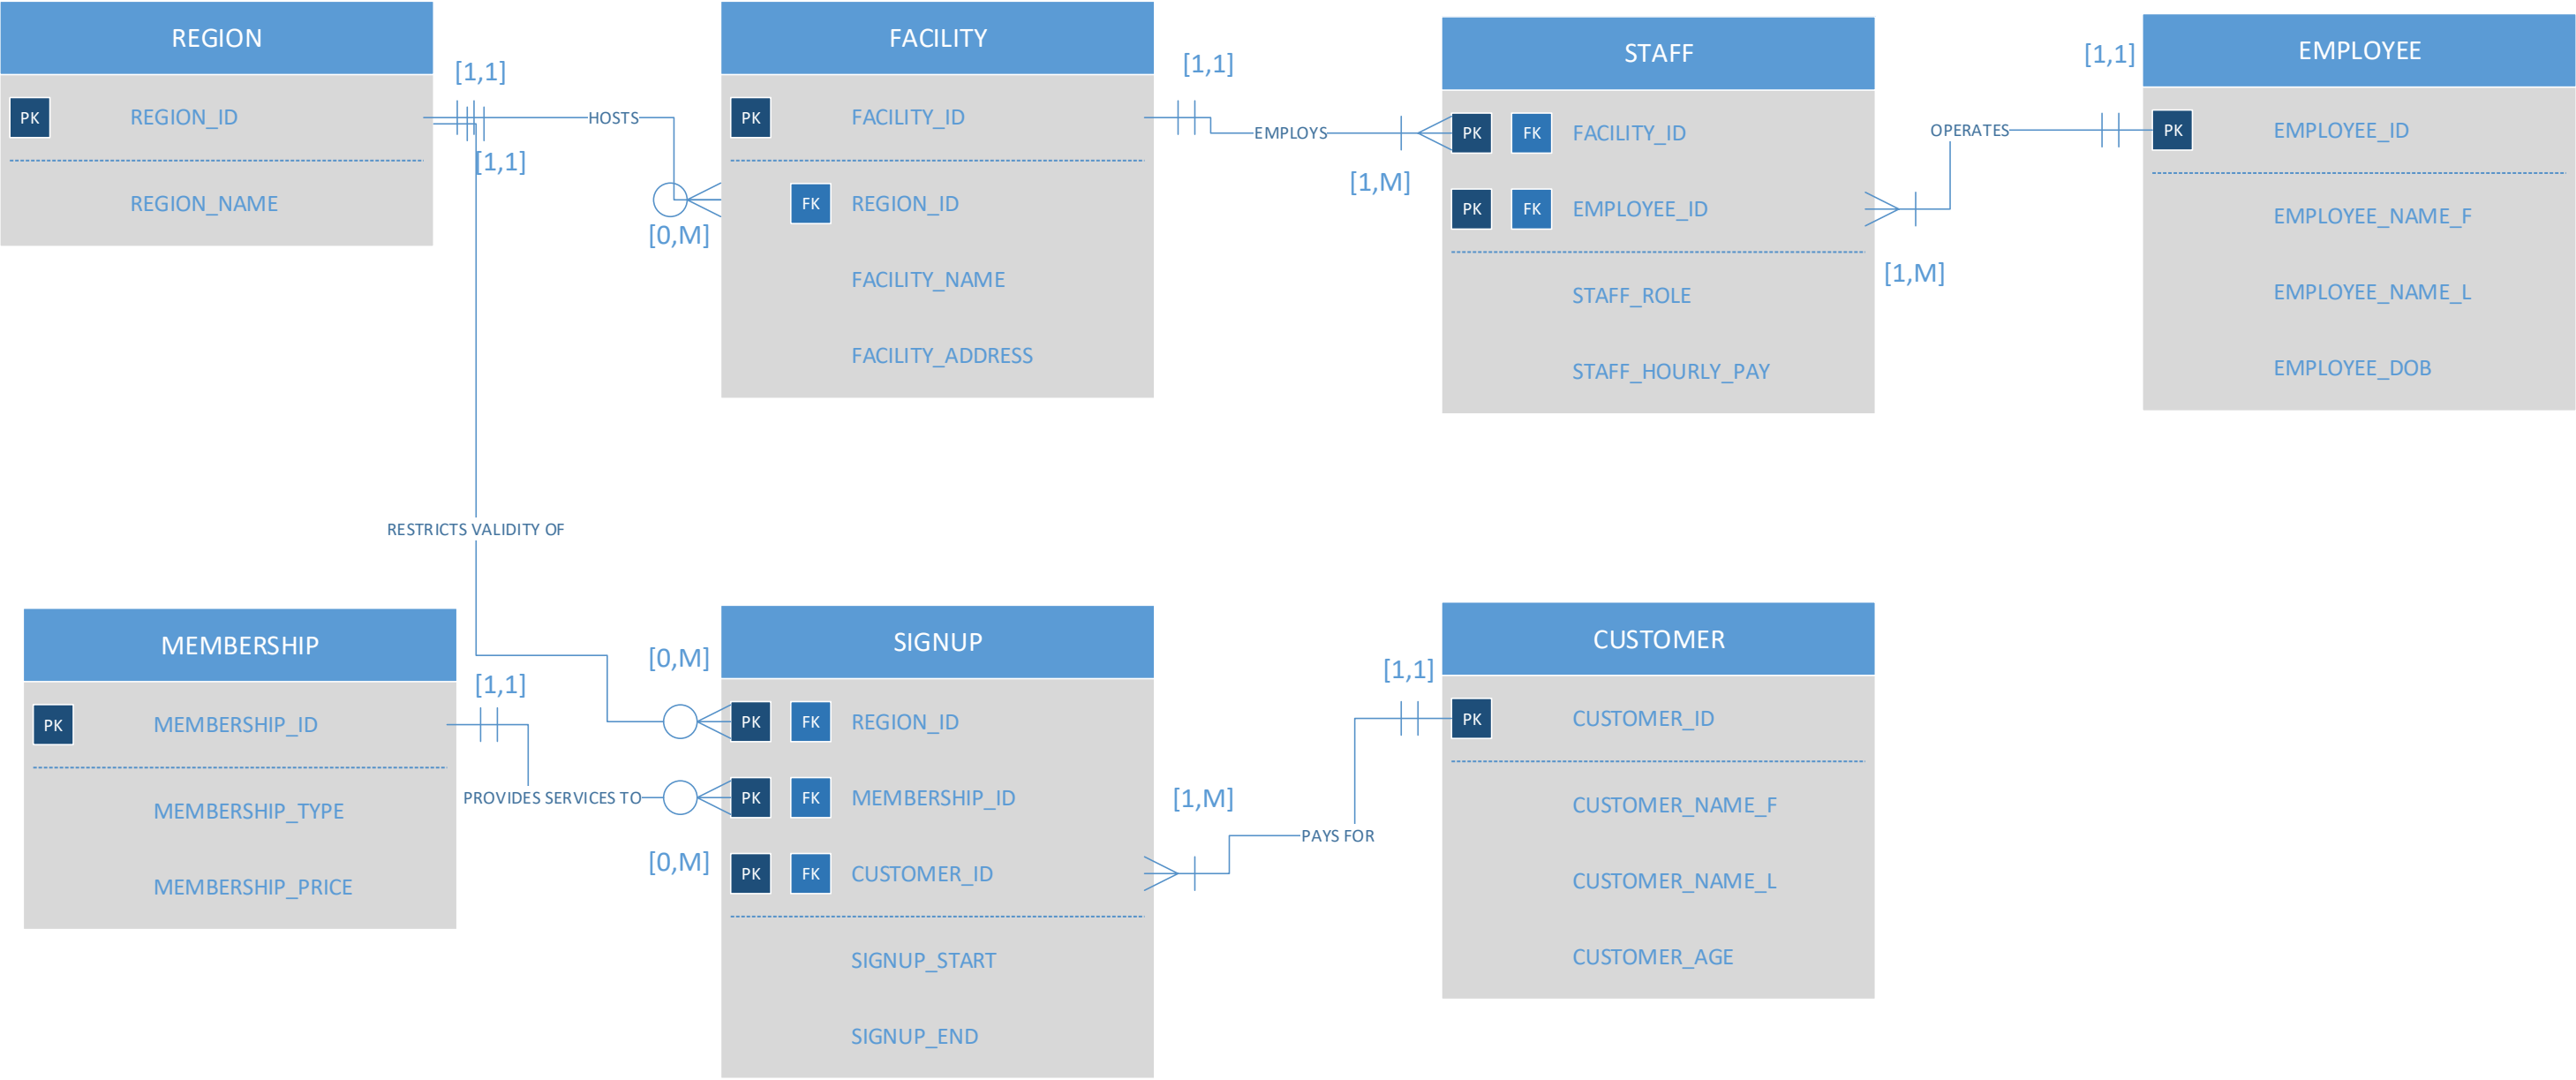 REGION
PK REGION_ID
REGION_NAME
[1,1]
[1,1]
HOSTS
[0,M]
FACILITY
PK FACILITY_ID
FK REGION_ID
FACILITY_NAME
FACILITY_ADDRESS
[1,1]
EMPLOYS
[1,M]
STAFF
PK FK FACILITY_ID
PK FK EMPLOYEE_ID
STAFF_ROLE
STAFF_HOURLY_PAY
[1,M]
OPERATES
[1,1]
EMPLOYEE
PK EMPLOYEE_ID
EMPLOYEE_NAME_F
EMPLOYEE_NAME_L
EMPLOYEE_DOB
RESTRICTS VALIDITY OF
MEMBERSHIP
PK MEMBERSHIP_ID
MEMBERSHIP_TYPE
MEMBERSHIP_PRICE
[1,1]
PROVIDES SERVICES TO
[0,M]
[0,M]
SIGNUP
PK FK REGION_ID
PK FK MEMBERSHIP_ID
PK FK CUSTOMER_ID
SIGNUP_START
SIGNUP_END
[1,M]
PAYS FOR
[1,1]
CUSTOMER
PK CUSTOMER_ID
CUSTOMER_NAME_F
CUSTOMER_NAME_L
CUSTOMER_AGE